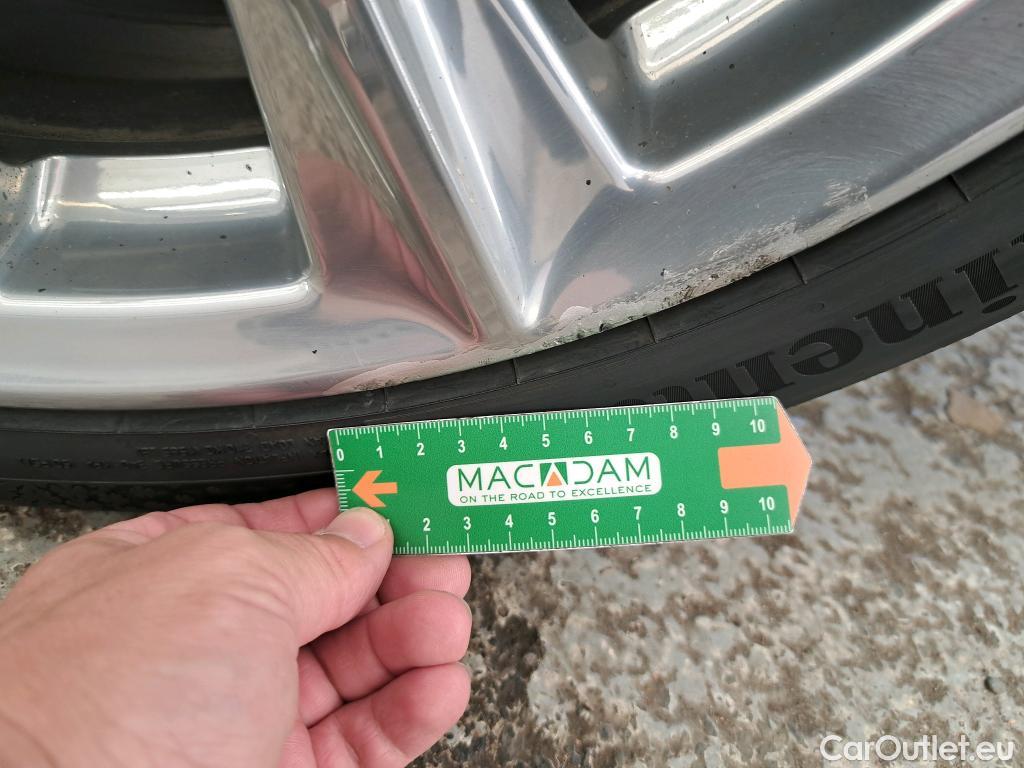 inen
0 1 2 3 4 5 6 7 8 9 10
MACADAM
ON THE ROAD TO EXCELLENCE
2 3 4 5 6 7 8 9 10
CarOutlet.eu